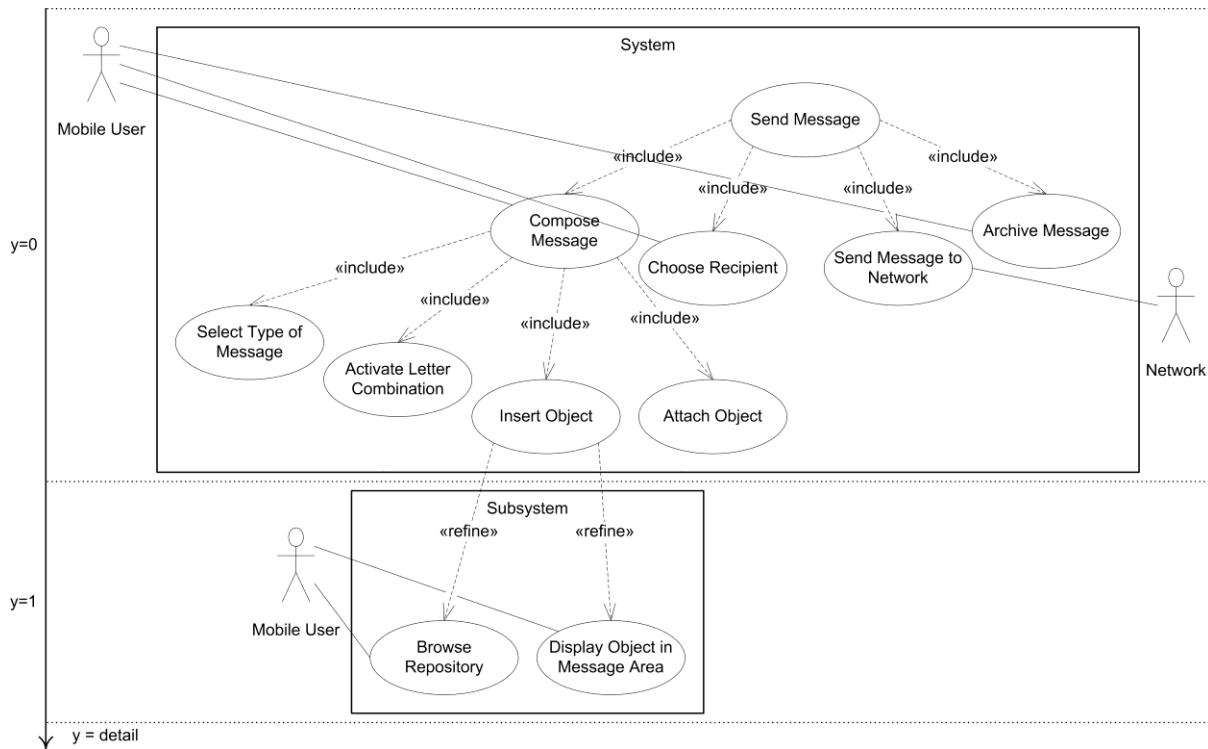 System
Mobile User
Send Message
«include»
«include»
«include»
«include»
Compose
Message
Archive Message
y=0
Choose Recipient
Send Message to
Network
«include»
«include»
«include»
«include»
Select Type of
Message
Activate Letter
Combination
Network
Insert Object
Attach Object
Subsystem
«refine»
«refine»
y=1
Mobile User
Browse
Repository
Display Object in
Message Area
y = detail